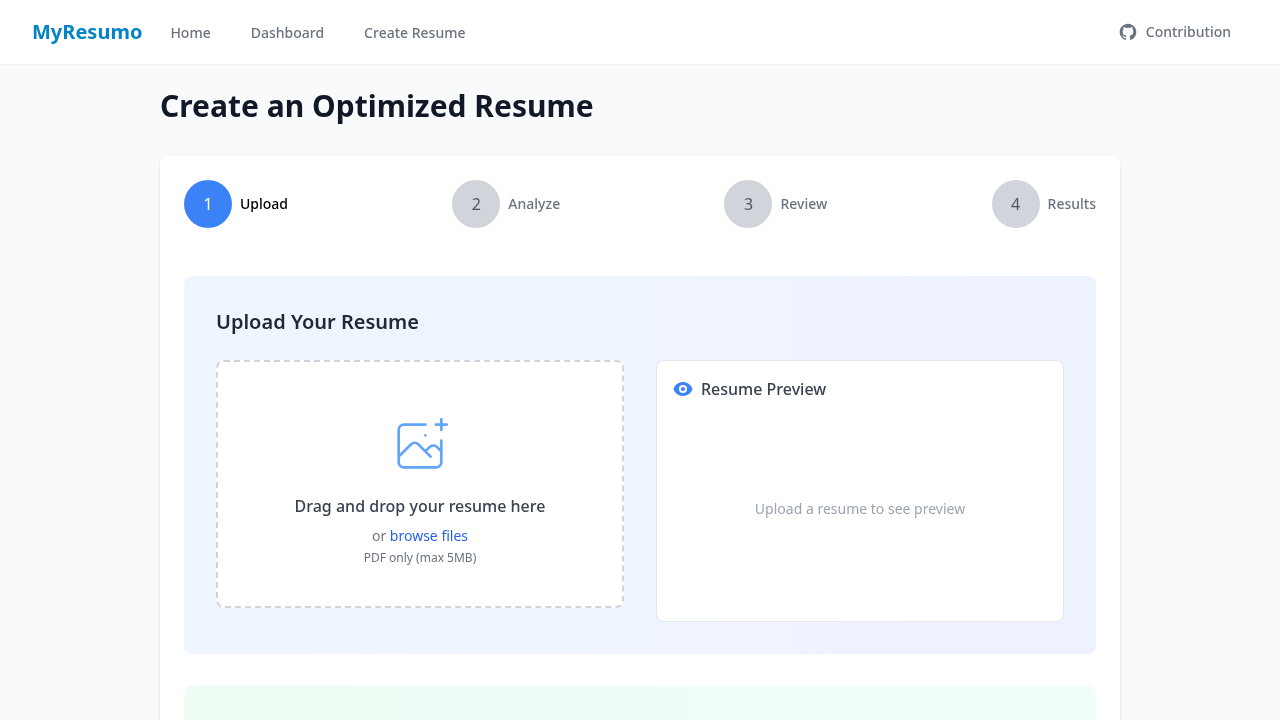 MyResumo Home Dashboard Create Resume Contribution
Create an Optimized Resume
1 Upload 2 Analyze 3 Review 4 Results
Upload Your Resume
Drag and drop your resume here
or browse files
PDF only (max 5MB)
Resume Preview
Upload a resume to see preview